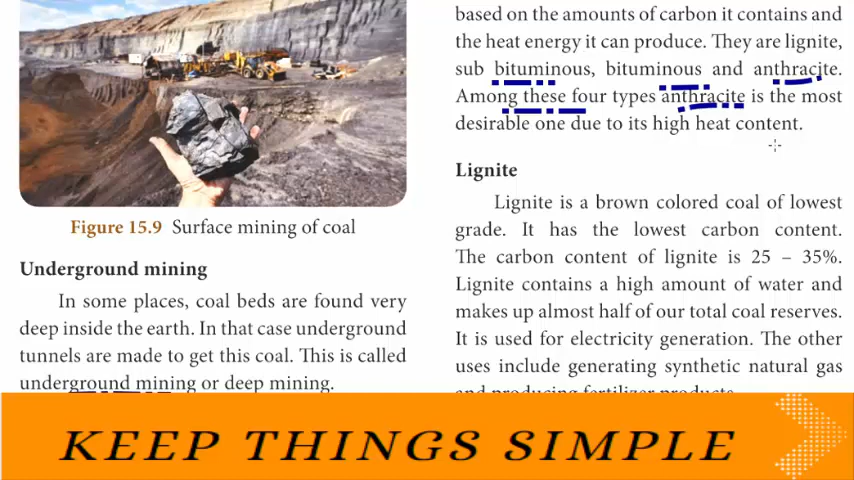 Figure 15.9 Surface mining of coal
Underground mining
In some places, coal beds are found very
deep inside the earth. In that case underground
tunnels are made to get this coal. This is called
underground mining or deep mining.
based on the amounts of carbon it contains and
the heat energy it can produce. They are lignite,
sub bituminous, bituminous and anthracite.
Among these four types anthracite is the most
desirable one due to its high heat content.
Lignite
Lignite is a brown colored coal of lowest
grade. It has the lowest carbon content.
The carbon content of lignite is 25 – 35%.
Lignite contains a high amount of water and
makes up almost half of our total coal reserves.
It is used for electricity generation. The other
uses include generating synthetic natural gas
and producing fertilizer products.
KEEP THINGS SIMPLE